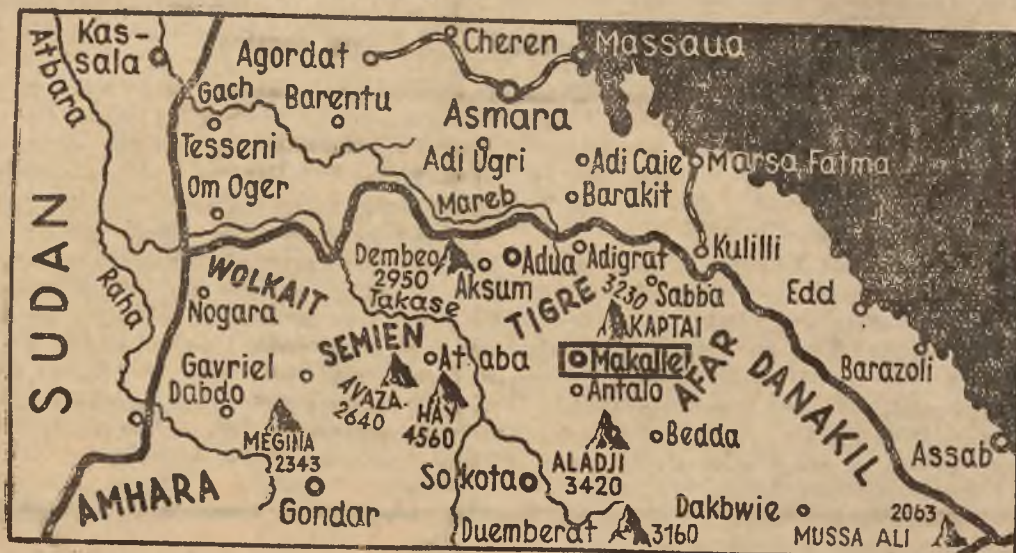 Kas-
sala
Atbara
Agordat
Cheren
Massaua
Gach
Barentu
Asmara
Tesseni
Adi Ugri
Adi Caie
Marsa Fatma
Om Oger
Mareb
Barakit
SUDAN
Raha
WOLKAIT
Nogara
Dembeo
2950
Takase
Aksum
Adua
Adigrat
Kulilli
TIGRE
3230
Sabba
KAPTAI
Edd
SEMIEN
Gavriel
Ataba
Makalle
AFAR
DANAKIL
Barazoli
Dabdo
AVAZA
2640
HAY
4560
Antalo
MEGINA
2343
ALADJI
3420
Bedda
Assab
AMHARA
Gondar
Sokota
Duemberat
3160
Dakbwie
2063
MUSSA ALI